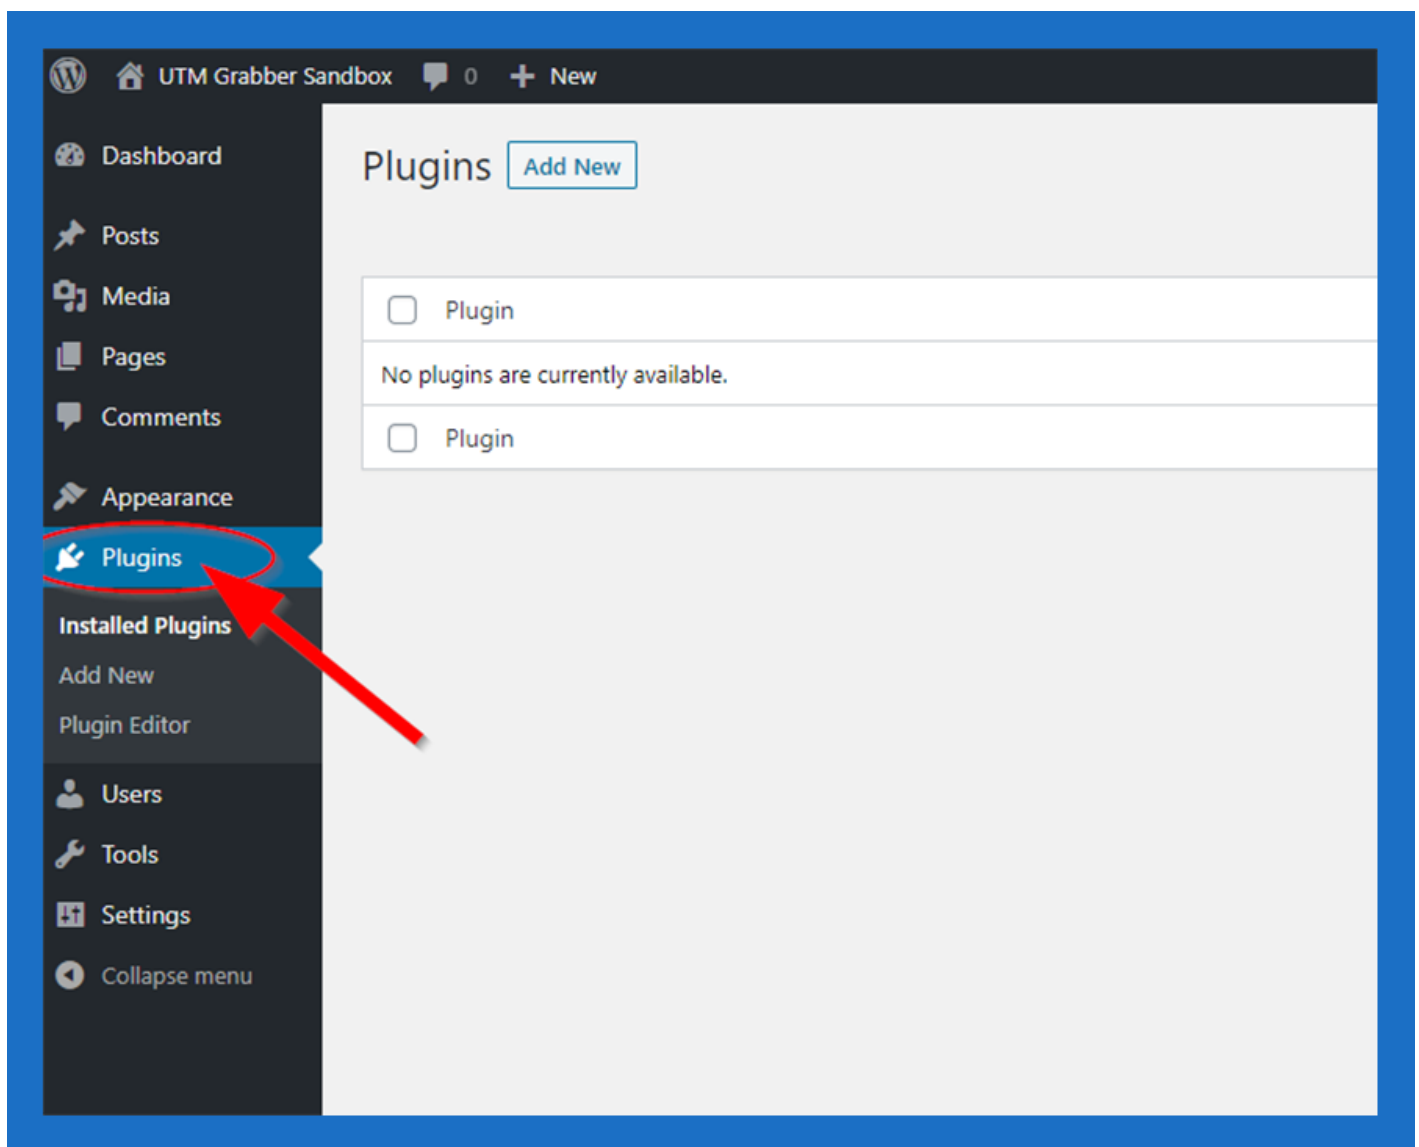 UTM Grabber Sandbox 0 New
Dashboard
Plugins Add New
Posts
Media
Pages
Comments
Appearance
Plugins
Installed Plugins
Add New
Plugin Editor
Users
Tools
Settings
Collapse menu
Plugin
No plugins are currently available.
Plugin